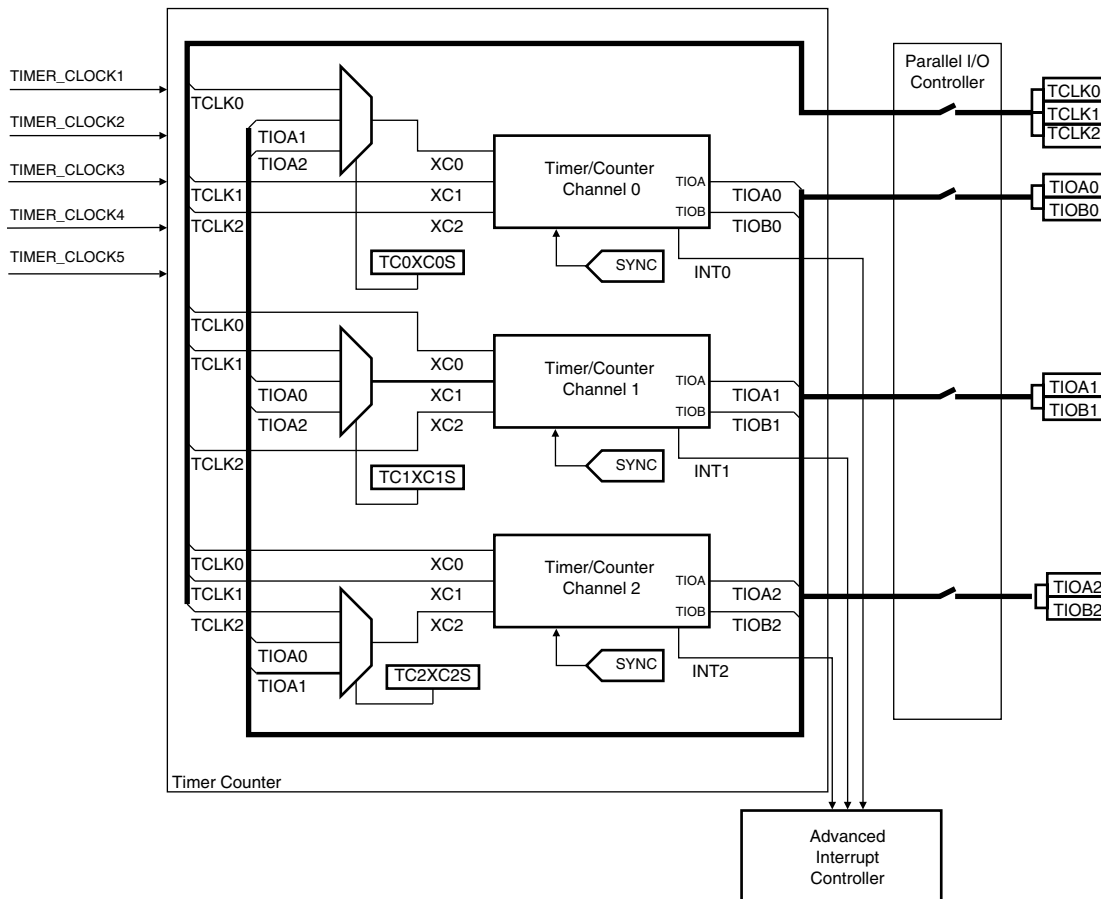 Parallel I/O
Controller
TIMER_CLOCK1
TIMER_CLOCK2
TIMER_CLOCK3
TIMER_CLOCK4
TIMER_CLOCK5
TCLK0
TIOA1
TIOA2
TCLK1
TCLK2
XC0
XC1
XC2
TC0XC0S
Timer/Counter
Channel 0
TIOA
TIOB
TIOA0
TIOB0
SYNC
INT0
TCLK0
TCLK1
TIOA0
TIOA2
TCLK2
XC0
XC1
XC2
TC1XC1S
Timer/Counter
Channel 1
TIOA
TIOB
TIOA1
TIOB1
SYNC
INT1
TCLK0
TCLK1
TCLK2
TIOA0
TIOA1
XC0
XC1
XC2
TC2XC2S
Timer/Counter
Channel 2
TIOA
TIOB
TIOA2
TIOB2
SYNC
INT2
TCLK0
TCLK1
TCLK2
TIOA0
TIOB0
TIOA1
TIOB1
TIOA2
TIOB2
Timer Counter
Advanced
Interrupt
Controller